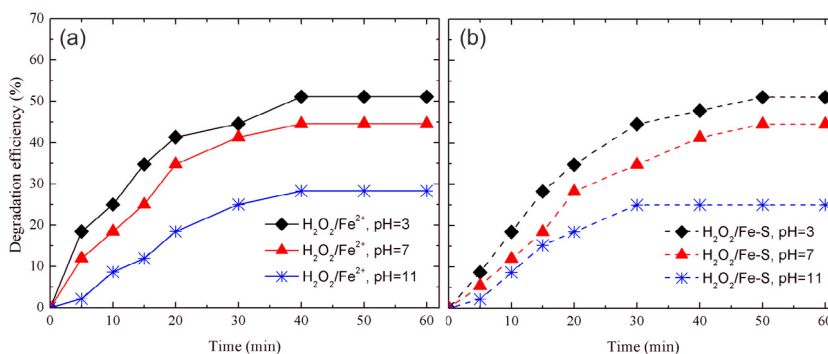 (a)
(b)
Degradation efficiency (%)
70
60
50
40
30
20
10
0
H₂O₂/Fe²⁺, pH=3
H₂O₂/Fe²⁺, pH=7
H₂O₂/Fe²⁺, pH=11
0 10 20 30 40 50 60
Time (min)
H₂O₂/Fe-S, pH=3
H₂O₂/Fe-S, pH=7
H₂O₂/Fe-S, pH=11
0 10 20 30 40 50 60
Time (min)